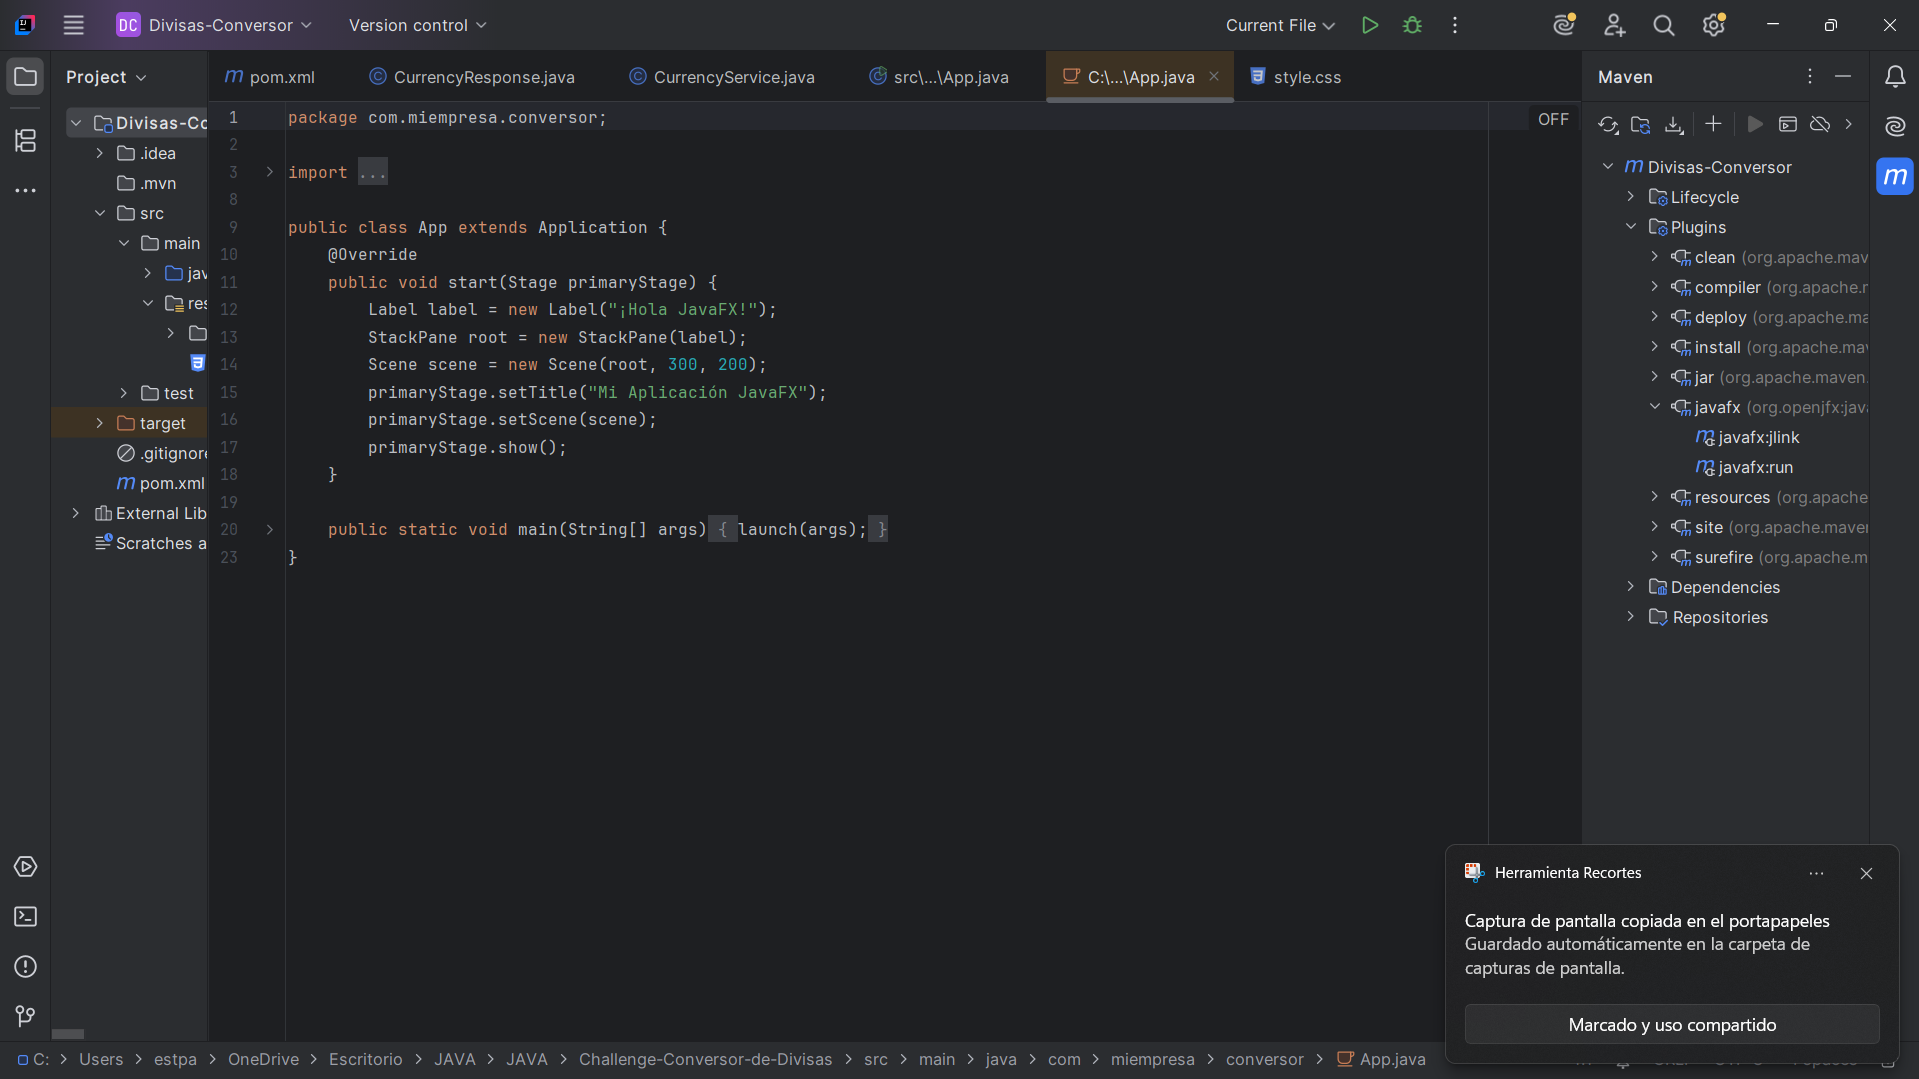 DC Divisas-Conversor Version control Current File
Project
pom.xml CurrencyResponse.java CurrencyService.java src\...\App.java C:\...\App.java style.css
Maven
Divisas-Co
.idea
.mvn
src
main
jav
res
test
target
.gitignore
pom.xml
External Lib
Scratches a
OFF
1 package com.miempresa.conversor;
2
3 import ...
8
9 public class App extends Application {
10 @Override
11 public void start(Stage primaryStage) {
12 Label label = new Label("¡Hola JavaFX!");
13 StackPane root = new StackPane(label);
14 Scene scene = new Scene(root, 300, 200);
15 primaryStage.setTitle("Mi Aplicación JavaFX");
16 primaryStage.setScene(scene);
17 primaryStage.show();
18 }
19
20 public static void main(String[] args) { launch(args); }
23 }
m Divisas-Conversor
Lifecycle
Plugins
clean (org.apache.mav
compiler (org.apache.m
deploy (org.apache.ma
install (org.apache.mav
jar (org.apache.maven.
javafx (org.openjfx:java
javafx:jlink
javafx:run
resources (org.apache
site (org.apache.maven
surefire (org.apache.m
Dependencies
Repositories
m
Herramienta Recortes
Captura de pantalla copiada en el portapapeles
Guardado automáticamente en la carpeta de
capturas de pantalla.
Marcado y uso compartido
C: > Users > estpa > OneDrive > Escritorio > JAVA > JAVA > Challenge-Conversor-de-Divisas > src > main > java > com > miempresa > conversor > App.java